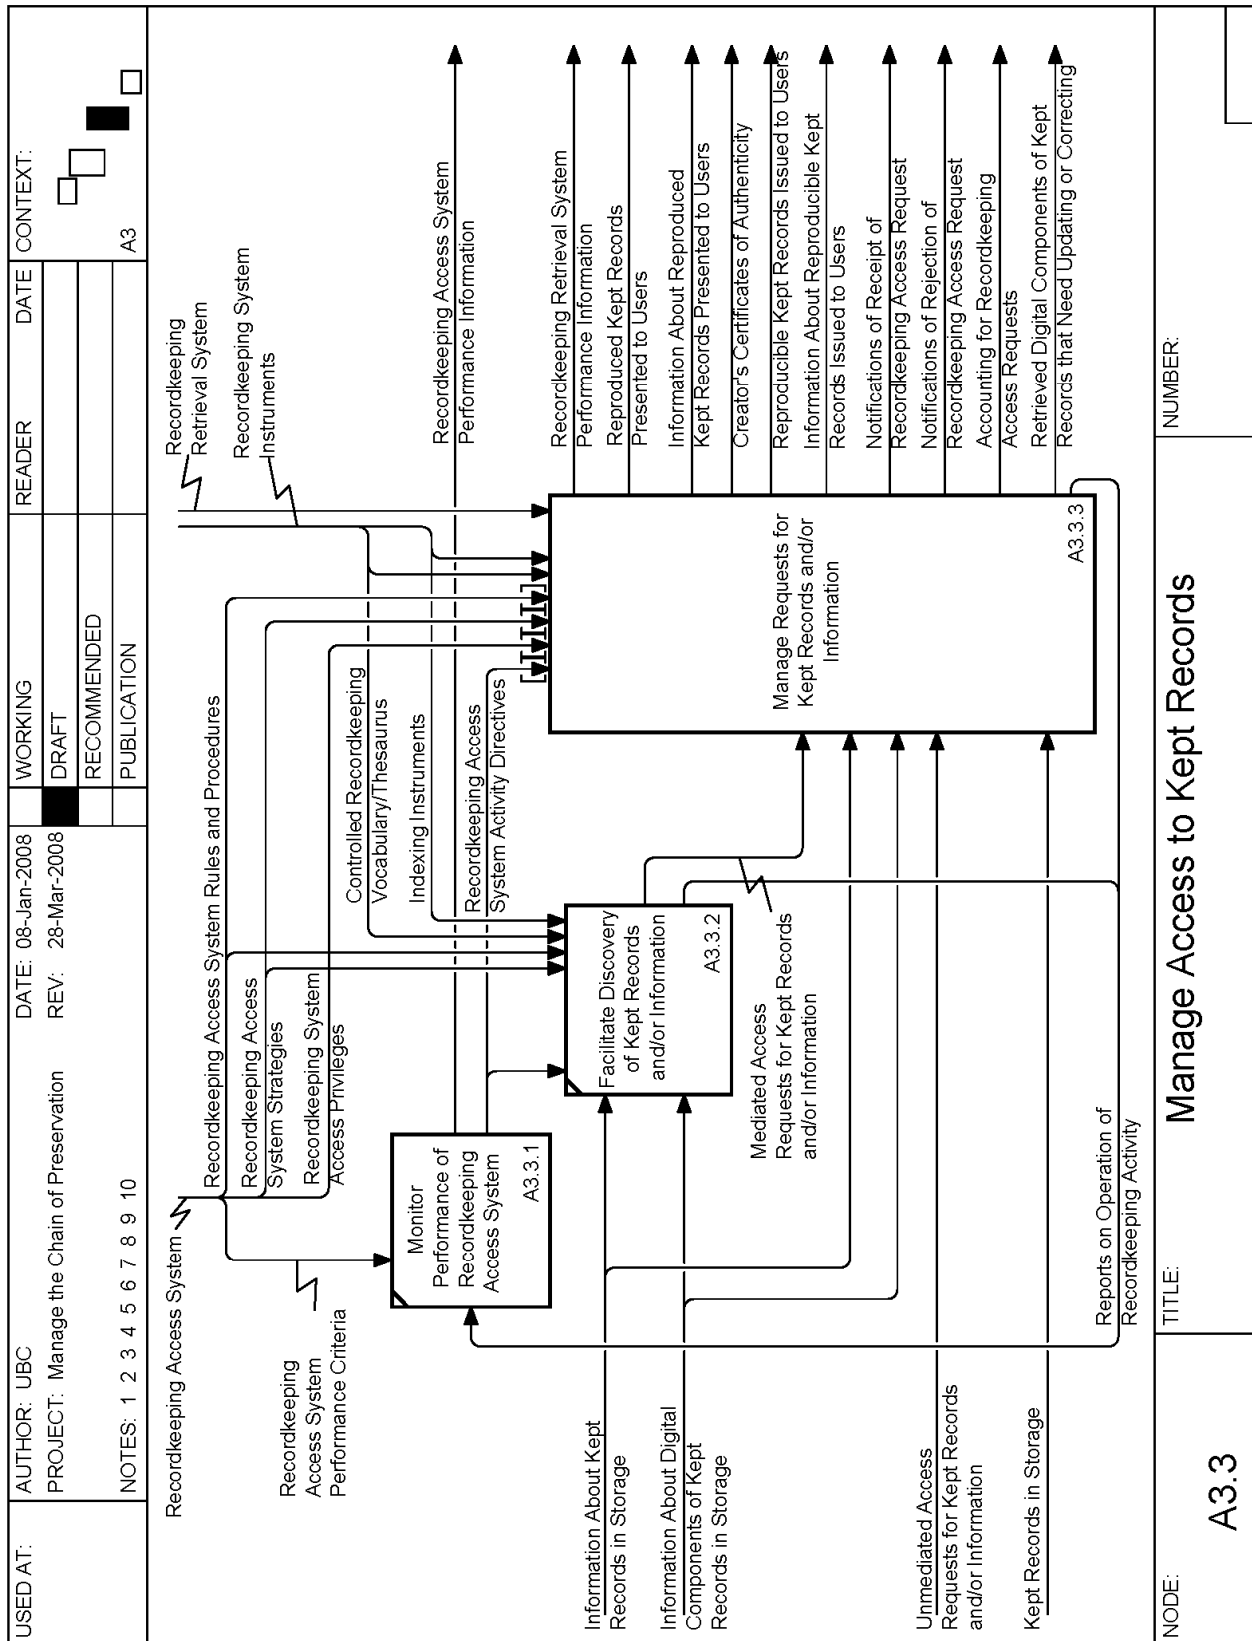 USED AT:
AUTHOR: UBC
PROJECT: Manage the Chain of Preservation
NOTES: 1 2 3 4 5 6 7 8 9 10
DATE: 08-Jan-2008
REV: 28-Mar-2008
WORKING
DRAFT
RECOMMENDED
PUBLICATION
READER
DATE
CONTEXT:
A3
Recordkeeping Access System
Recordkeeping
Access System
Performance Criteria
Recordkeeping Access System Rules and Procedures
Recordkeeping Access
System Strategies
Recordkeeping System
Access Privileges
Controlled Recordkeeping
Vocabulary/Thesaurus
Indexing Instruments
Recordkeeping Access
System Activity Directives
Recordkeeping
Retrieval System
Recordkeeping System
Instruments
Monitor
Performance of
Recordkeeping
Access System
A3.3.1
Facilitate Discovery
of Kept Records
and/or Information
A3.3.2
Manage Requests for
Kept Records and/or
Information
A3.3.3
Mediated Access
Requests for Kept Records
and/or Information
Information About Kept
Records in Storage
Information About Digital
Components of Kept
Records in Storage
Unmediated Access
Requests for Kept Records
and/or Information
Kept Records in Storage
Reports on Operation of
Recordkeeping Activity
Recordkeeping Access System
Performance Information
Recordkeeping Retrieval System
Performance Information
Reproduced Kept Records
Presented to Users
Information About Reproduced
Kept Records Presented to Users
Creator's Certificates of Authenticity
Reproducible Kept Records Issued to Users
Information About Reproducible Kept
Records Issued to Users
Notifications of Receipt of
Recordkeeping Access Request
Notifications of Rejection of
Recordkeeping Access Request
Accounting for Recordkeeping
Access Requests
Retrieved Digital Components of Kept
Records that Need Updating or Correcting
NODE:
A3.3
TITLE:
Manage Access to Kept Records
NUMBER: